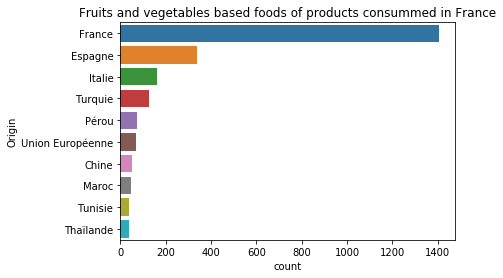 Fruits and vegetables based foods of products consummed in France
France
Espagne
Italie
Turquie
Pérou
Union Européenne
Chine
Maroc
Tunisie
Thaïlande
Origin
0 200 400 600 800 1000 1200 1400
count